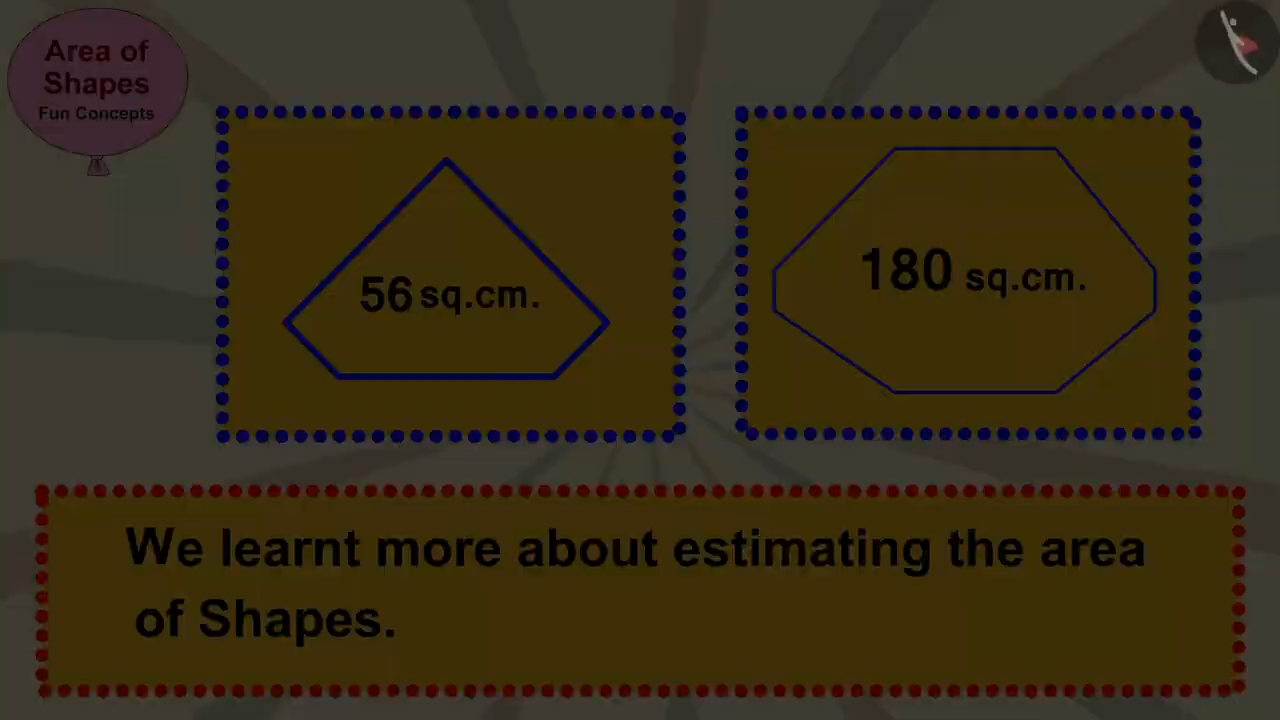 Area of
Shapes
Fun Concepts
56 sq.cm.
180 sq.cm.
We learnt more about estimating the area
of Shapes.